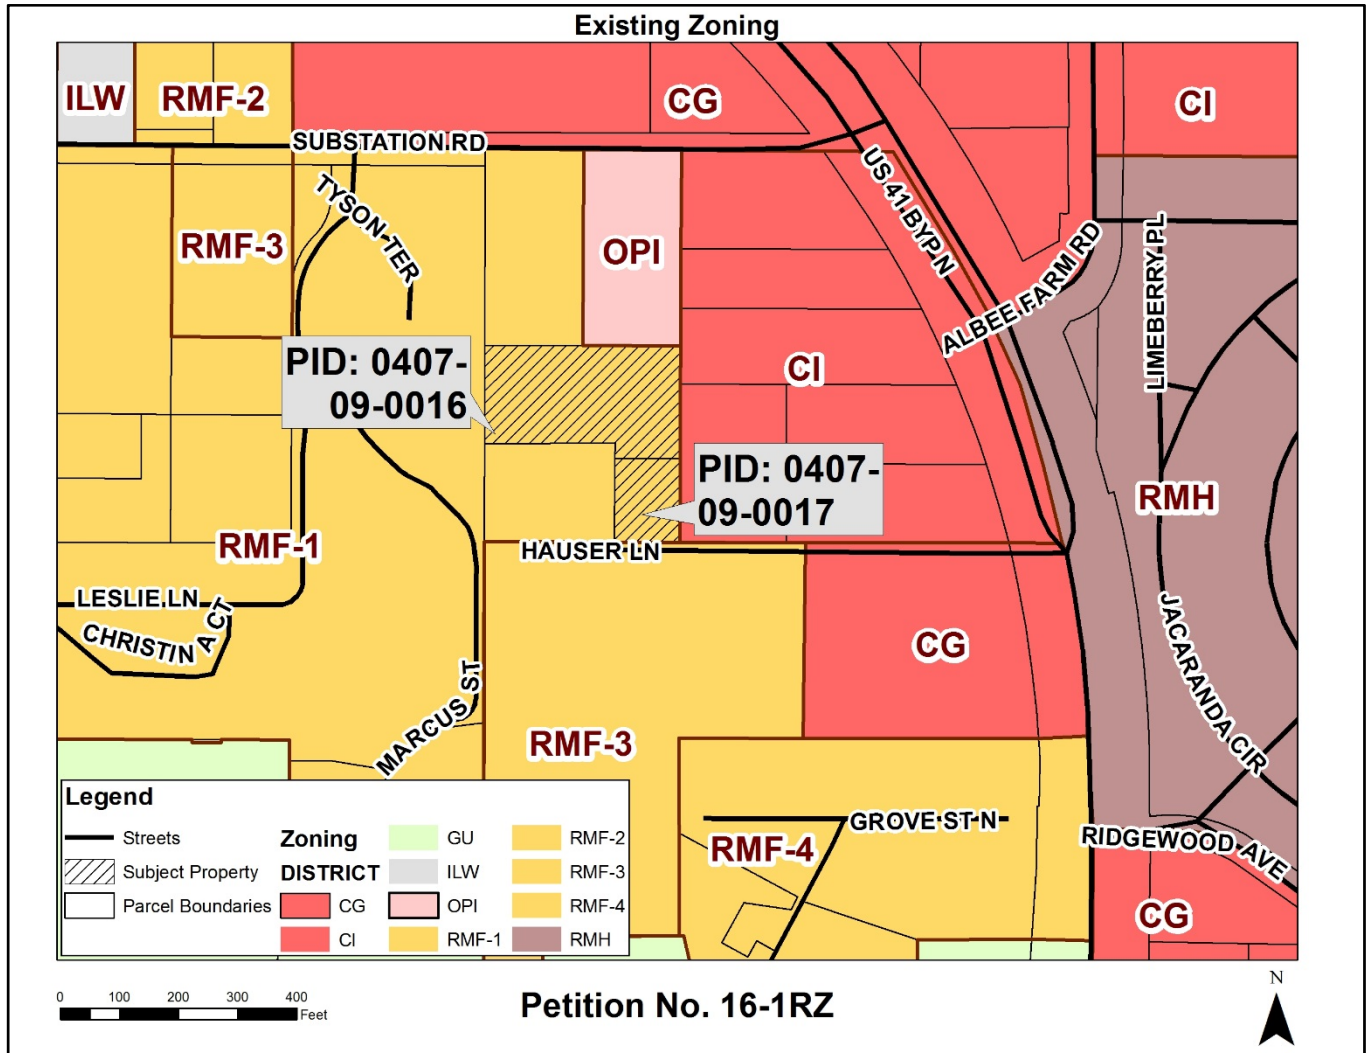 Existing Zoning
ILW
RMF-2
CG
CI
SUBSTATION RD
TYSON TER
RMF-3
OPI
US 41 BYP N
ALBEE FARM RD
LIMEBERRY PL
PID: 0407-
09-0016
CI
PID: 0407-
09-0017
RMH
RMF-1
HAUSER LN
LESLIE LN
CHRISTIN A CT
MARCUS ST
CG
JACARANDA CIR
RMF-3
GROVE ST N
RMF-4
RIDGEWOOD AVE
CG
Legend
Streets
Subject Property
Parcel Boundaries
Zoning
DISTRICT
CG
CI
GU
ILW
OPI
RMF-1
RMF-2
RMF-3
RMF-4
RMH
0 100 200 300 400
Feet
Petition No. 16-1RZ
N